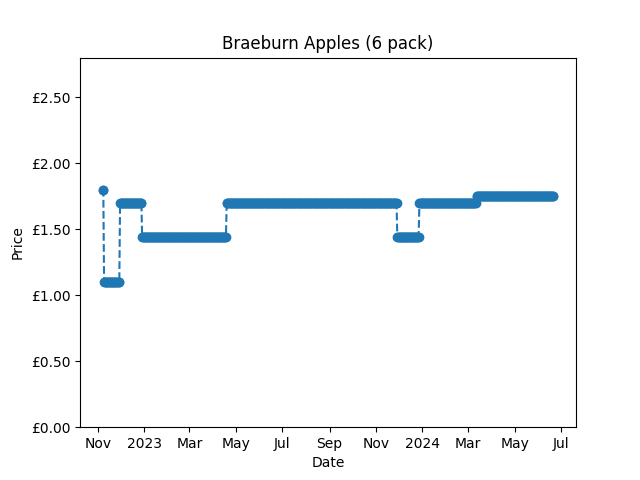 Braeburn Apples (6 pack)
Price
£2.50
£2.00
£1.50
£1.00
£0.50
£0.00
Nov 2023 Mar May Jul Sep Nov 2024 Mar May Jul
Date